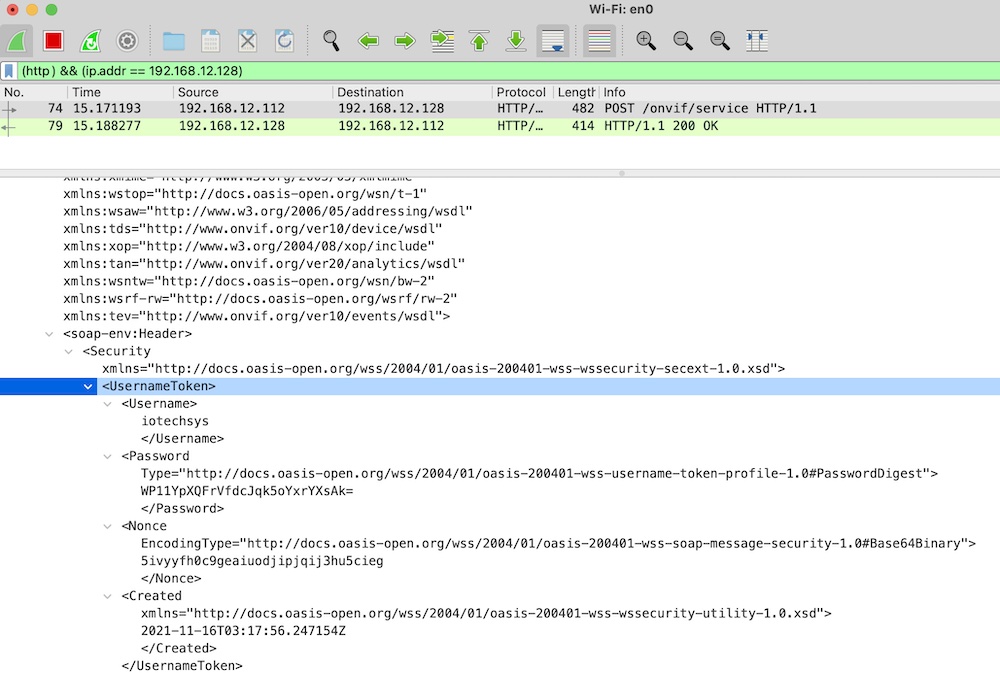 Wi-Fi: en0
(http) && (ip.addr == 192.168.12.128)
No. Time Source Destination Protocol Length Info
74 15.171193 192.168.12.112 192.168.12.128 HTTP/… 482 POST /onvif/service HTTP/1.1
79 15.188277 192.168.12.128 192.168.12.112 HTTP/… 414 HTTP/1.1 200 OK
xmlns:xmime="http://www.w3.org/2005/05/xmlmime"
xmlns:wstop="http://docs.oasis-open.org/wsn/t-1"
xmlns:wsaw="http://www.w3.org/2006/05/addressing/wsdl"
xmlns:tds="http://www.onvif.org/ver10/device/wsdl"
xmlns:xop="http://www.w3.org/2004/08/xop/include"
xmlns:tan="http://www.onvif.org/ver20/analytics/wsdl"
xmlns:wsntw="http://docs.oasis-open.org/wsn/bw-2"
xmlns:wsrf-rw="http://docs.oasis-open.org/wsrf/rw-2"
xmlns:tev="http://www.onvif.org/ver10/events/wsdl">
<soap-env:Header>
<Security
xmlns="http://docs.oasis-open.org/wss/2004/01/oasis-200401-wss-wssecurity-secext-1.0.xsd">
<UsernameToken>
<Username>
iotechsys
</Username>
<Password
Type="http://docs.oasis-open.org/wss/2004/01/oasis-200401-wss-username-token-profile-1.0#PasswordDigest">
WP11YpXQFrVfdcJqk5oYxrYXsAk=
</Password>
<Nonce
EncodingType="http://docs.oasis-open.org/wss/2004/01/oasis-200401-wss-soap-message-security-1.0#Base64Binary">
5ivyyfh0c9geaiuodjipjqij3hu5cieg
</Nonce>
<Created
xmlns="http://docs.oasis-open.org/wss/2004/01/oasis-200401-wss-wssecurity-utility-1.0.xsd">
2021-11-16T03:17:56.247154Z
</Created>
</UsernameToken>